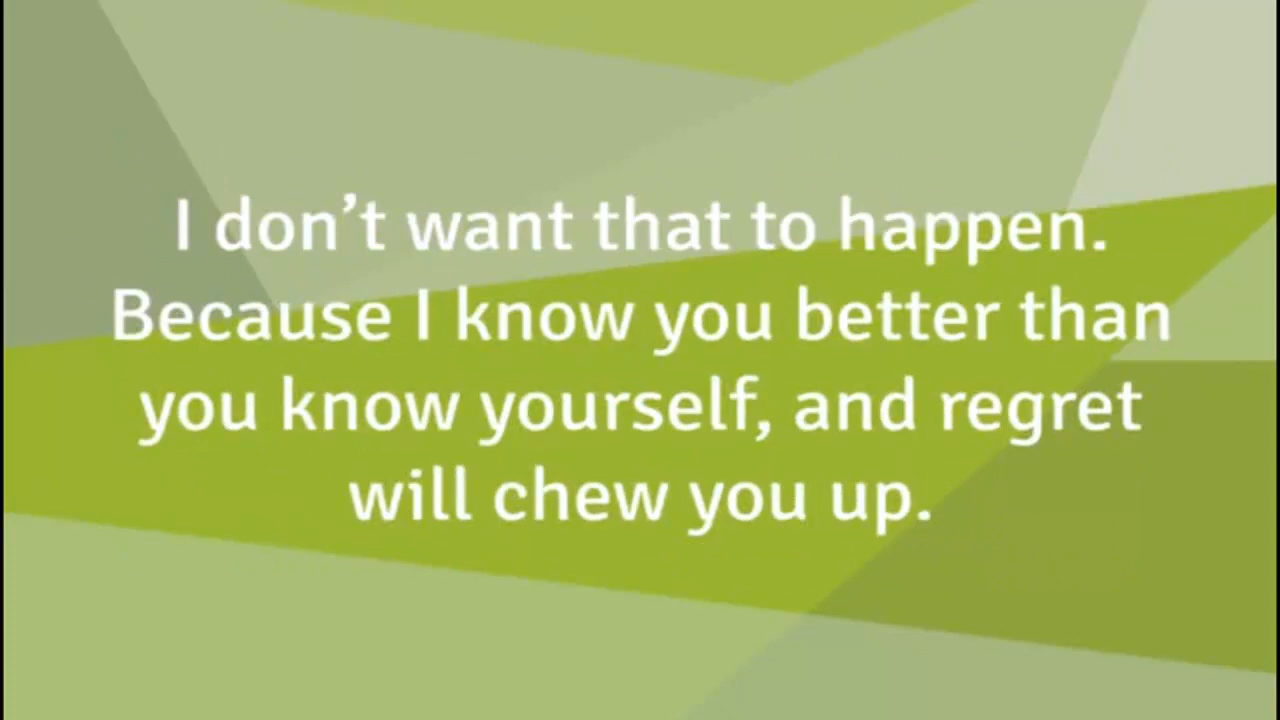 I don’t want that to happen.
Because I know you better than
you know yourself, and regret
will chew you up.